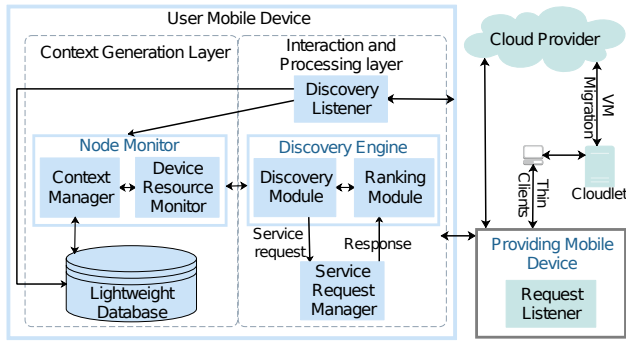 User Mobile Device
Context Generation Layer
Interaction and
Processing layer
Discovery
Listener
Node Monitor
Context
Manager
Device
Resource
Monitor
Discovery Engine
Discovery
Module
Ranking
Module
Service
request
Response
Service
Request
Manager
Lightweight
Database
Cloud Provider
VM
Migration
Thin
Clients
Cloudlet
Providing Mobile
Device
Request
Listener